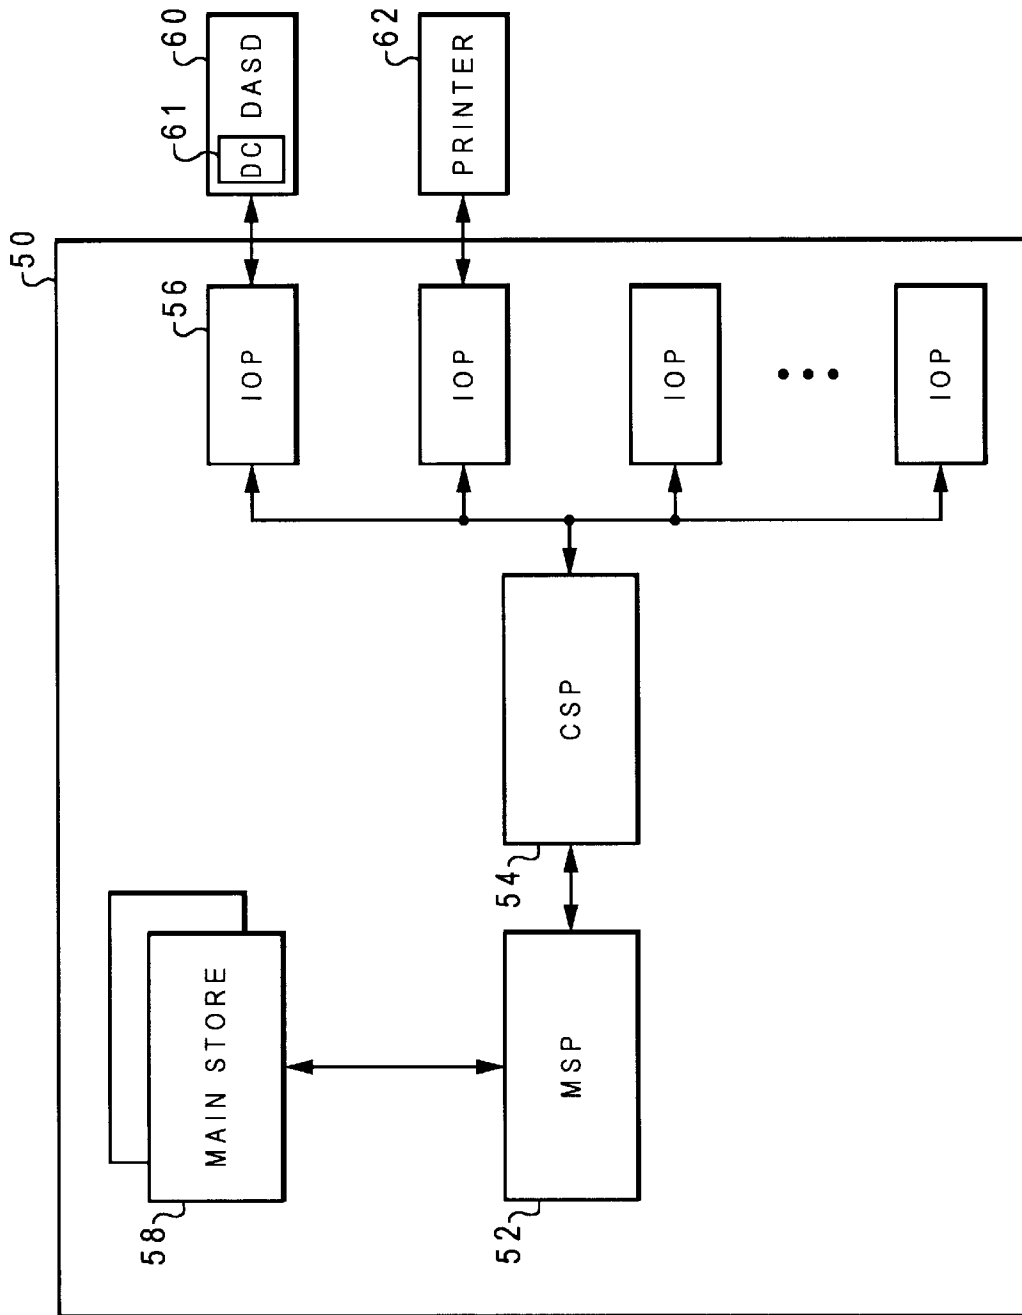 50
58
56
61
60
MAIN STORE
IOP
DC DASD
62
IOP
PRINTER
52
54
MSP
CSP
IOP
IOP